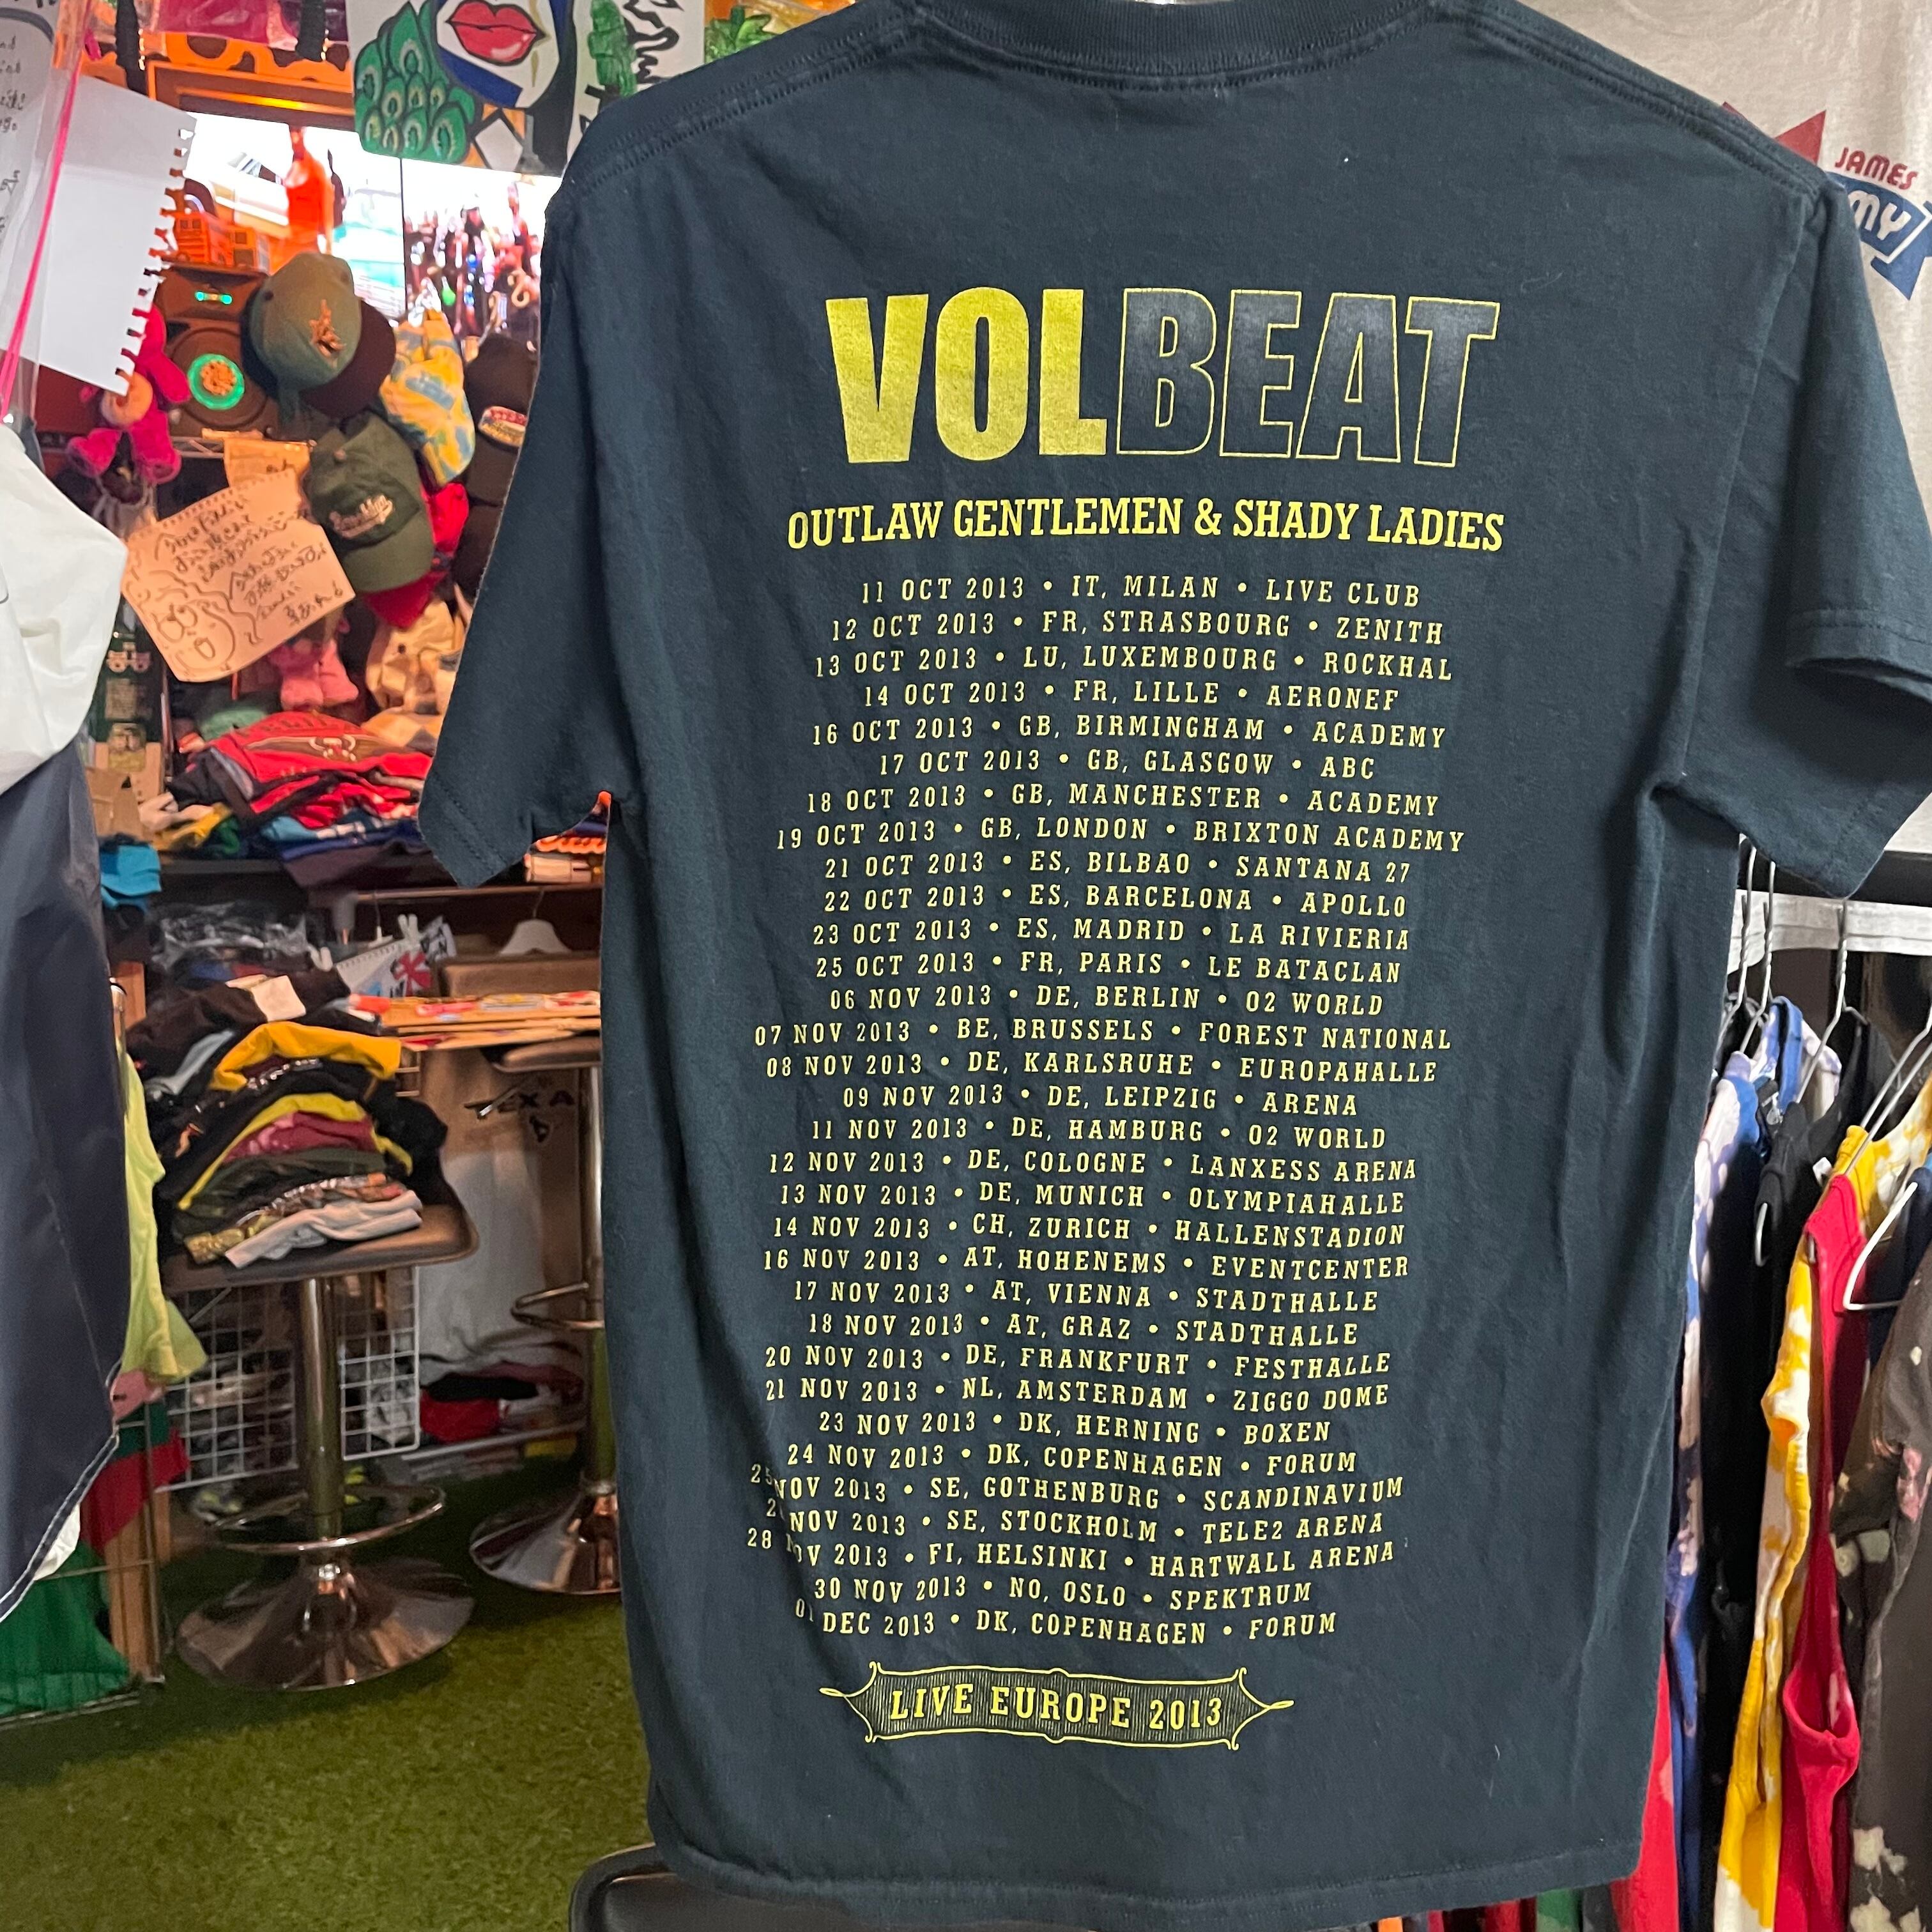 VOLBEAT
OUTLAW GENTLEMEN & SHADY LADIES
11 OCT 2013 • IT, MILAN • LIVE CLUB
12 OCT 2013 • FR, STRASBOURG • ZENITH
13 OCT 2013 • LU, LUXEMBOURG • ROCKHAL
14 OCT 2013 • FR, LILLE • AERONEF
16 OCT 2013 • GB, BIRMINGHAM • ACADEMY
17 OCT 2013 • GB, GLASGOW • ABC
18 OCT 2013 • GB, MANCHESTER • ACADEMY
19 OCT 2013 • GB, LONDON • BRIXTON ACADEMY
21 OCT 2013 • ES, BILBAO • SANTANA 27
22 OCT 2013 • ES, BARCELONA • APOLLO
23 OCT 2013 • ES, MADRID • LA RIVIERIA
25 OCT 2013 • FR, PARIS • LE BATACLAN
06 NOV 2013 • DE, BERLIN • O2 WORLD
07 NOV 2013 • BE, BRUSSELS • FOREST NATIONAL
08 NOV 2013 • DE, KARLSRUHE • EUROPAHALLE
09 NOV 2013 • DE, LEIPZIG • ARENA
11 NOV 2013 • DE, HAMBURG • O2 WORLD
12 NOV 2013 • DE, COLOGNE • LANXESS ARENA
13 NOV 2013 • DE, MUNICH • OLYMPIAHALLE
14 NOV 2013 • CH, ZURICH • HALLENSTADION
16 NOV 2013 • AT, HOHENEMS • EVENTCENTER
17 NOV 2013 • AT, VIENNA • STADTHALLE
18 NOV 2013 • AT, GRAZ • STADTHALLE
20 NOV 2013 • DE, FRANKFURT • FESTHALLE
21 NOV 2013 • NL, AMSTERDAM • ZIGGO DOME
23 NOV 2013 • DK, HERNING • BOXEN
24 NOV 2013 • DK, COPENHAGEN • FORUM
25 NOV 2013 • SE, GOTHENBURG • SCANDINAVIUM
NOV 2013 • SE, STOCKHOLM • TELE2 ARENA
28 NOV 2013 • FI, HELSINKI • HARTWALL ARENA
30 NOV 2013 • NO, OSLO • SPEKTRUM
01 DEC 2013 • DK, COPENHAGEN • FORUM
LIVE EUROPE 2013
JAMES